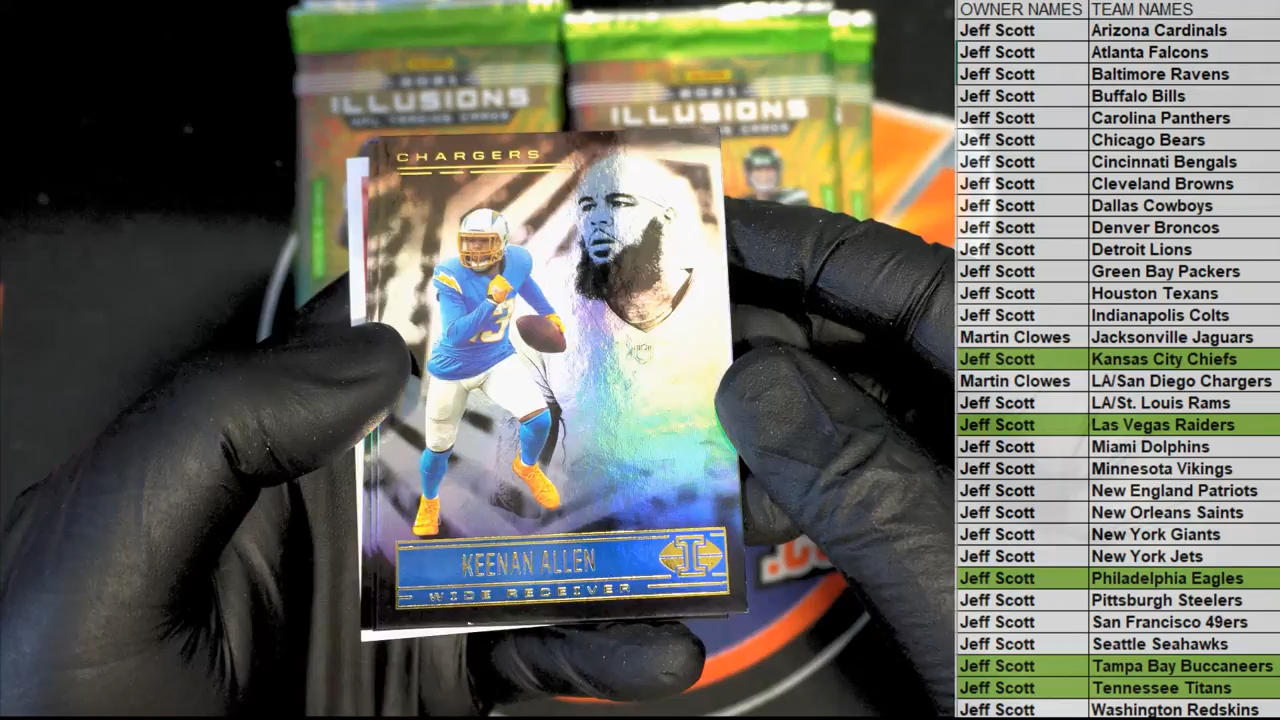 2021
ILLUSIONS
NFL TRADING CARDS
2021
ILLUSIONS
NFL TRADING CARDS
CHARGERS
13
KEENAN ALLEN
WIDE RECEIVER
OWNER NAMES TEAM NAMES
Jeff Scott Arizona Cardinals
Jeff Scott Atlanta Falcons
Jeff Scott Baltimore Ravens
Jeff Scott Buffalo Bills
Jeff Scott Carolina Panthers
Jeff Scott Chicago Bears
Jeff Scott Cincinnati Bengals
Jeff Scott Cleveland Browns
Jeff Scott Dallas Cowboys
Jeff Scott Denver Broncos
Jeff Scott Detroit Lions
Jeff Scott Green Bay Packers
Jeff Scott Houston Texans
Jeff Scott Indianapolis Colts
Martin Clowes Jacksonville Jaguars
Jeff Scott Kansas City Chiefs
Martin Clowes LA/San Diego Chargers
Jeff Scott LA/St. Louis Rams
Jeff Scott Las Vegas Raiders
Jeff Scott Miami Dolphins
Jeff Scott Minnesota Vikings
Jeff Scott New England Patriots
Jeff Scott New Orleans Saints
Jeff Scott New York Giants
Jeff Scott New York Jets
Jeff Scott Philadelphia Eagles
Jeff Scott Pittsburgh Steelers
Jeff Scott San Francisco 49ers
Jeff Scott Seattle Seahawks
Jeff Scott Tampa Bay Buccaneers
Jeff Scott Tennessee Titans
Jeff Scott Washington Redskins